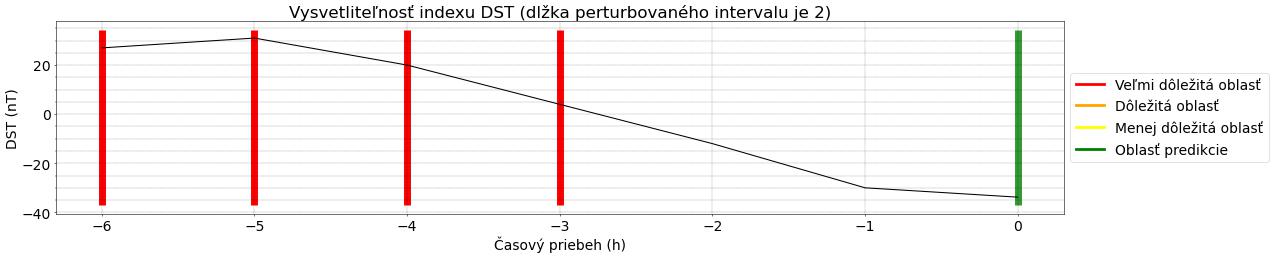 Vysvetliteľnosť indexu DST (dĺžka perturbovaného intervalu je 2)
DST (nT)
20
0
−20
−40
−6
−5
−4
−3
−2
−1
0
Časový priebeh (h)
Veľmi dôležitá oblasť
Dôležitá oblasť
Menej dôležitá oblasť
Oblasť predikcie